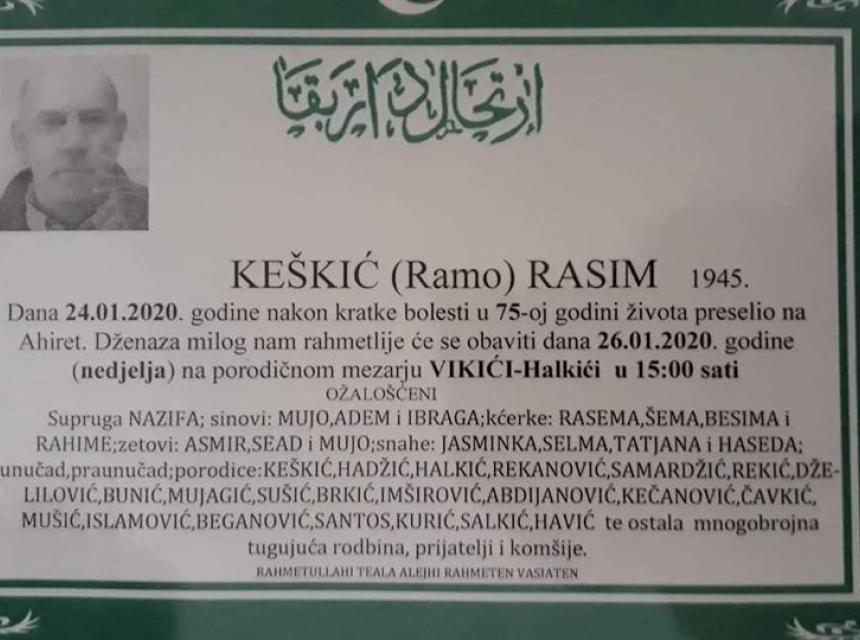 ارتحال دار بقا
KEŠKIĆ (Ramo) RASIM 1945.
Dana 24.01.2020. godine nakon kratke bolesti u 75-oj godini života preselio na
Ahiret. Dženaza milog nam rahmetlije će se obaviti dana 26.01.2020. godine
(nedjelja) na porodičnom mezarju VIKIĆI-Halkići u 15:00 sati
OŽALOŠĆENI
Supruga NAZIFA; sinovi: MUJO,ADEM i IBRAGA;kćerke: RASEMA,ŠEMA,BESIMA i
RAHIME;zetovi: ASMIR,SEAD i MUJO;snahe: JASMINKA,SELMA,TATJANA i HASEDA;
unučad,praunučad;porodice:KEŠKIĆ,HADŽIĆ,HALKIĆ,REKANOVIĆ,SAMARDŽIĆ,REKIĆ,DŽE-
LILOVIĆ,BUNIĆ,MUJAGIĆ,SUŠIĆ,BRKIĆ,IMŠIROVIĆ,ABDIJANOVIĆ,KEČANOVIĆ,ČAVKIĆ,
MUŠIĆ,ISLAMOVIĆ,BEGANOVIĆ,SANTOS,KURIĆ,SALKIĆ,HAVIĆ te ostala mnogobrojna
tugujuća rodbina, prijatelji i komšije.
RAHMETULLAHI TEALA ALEJHI RAHMETEN VASIATEN